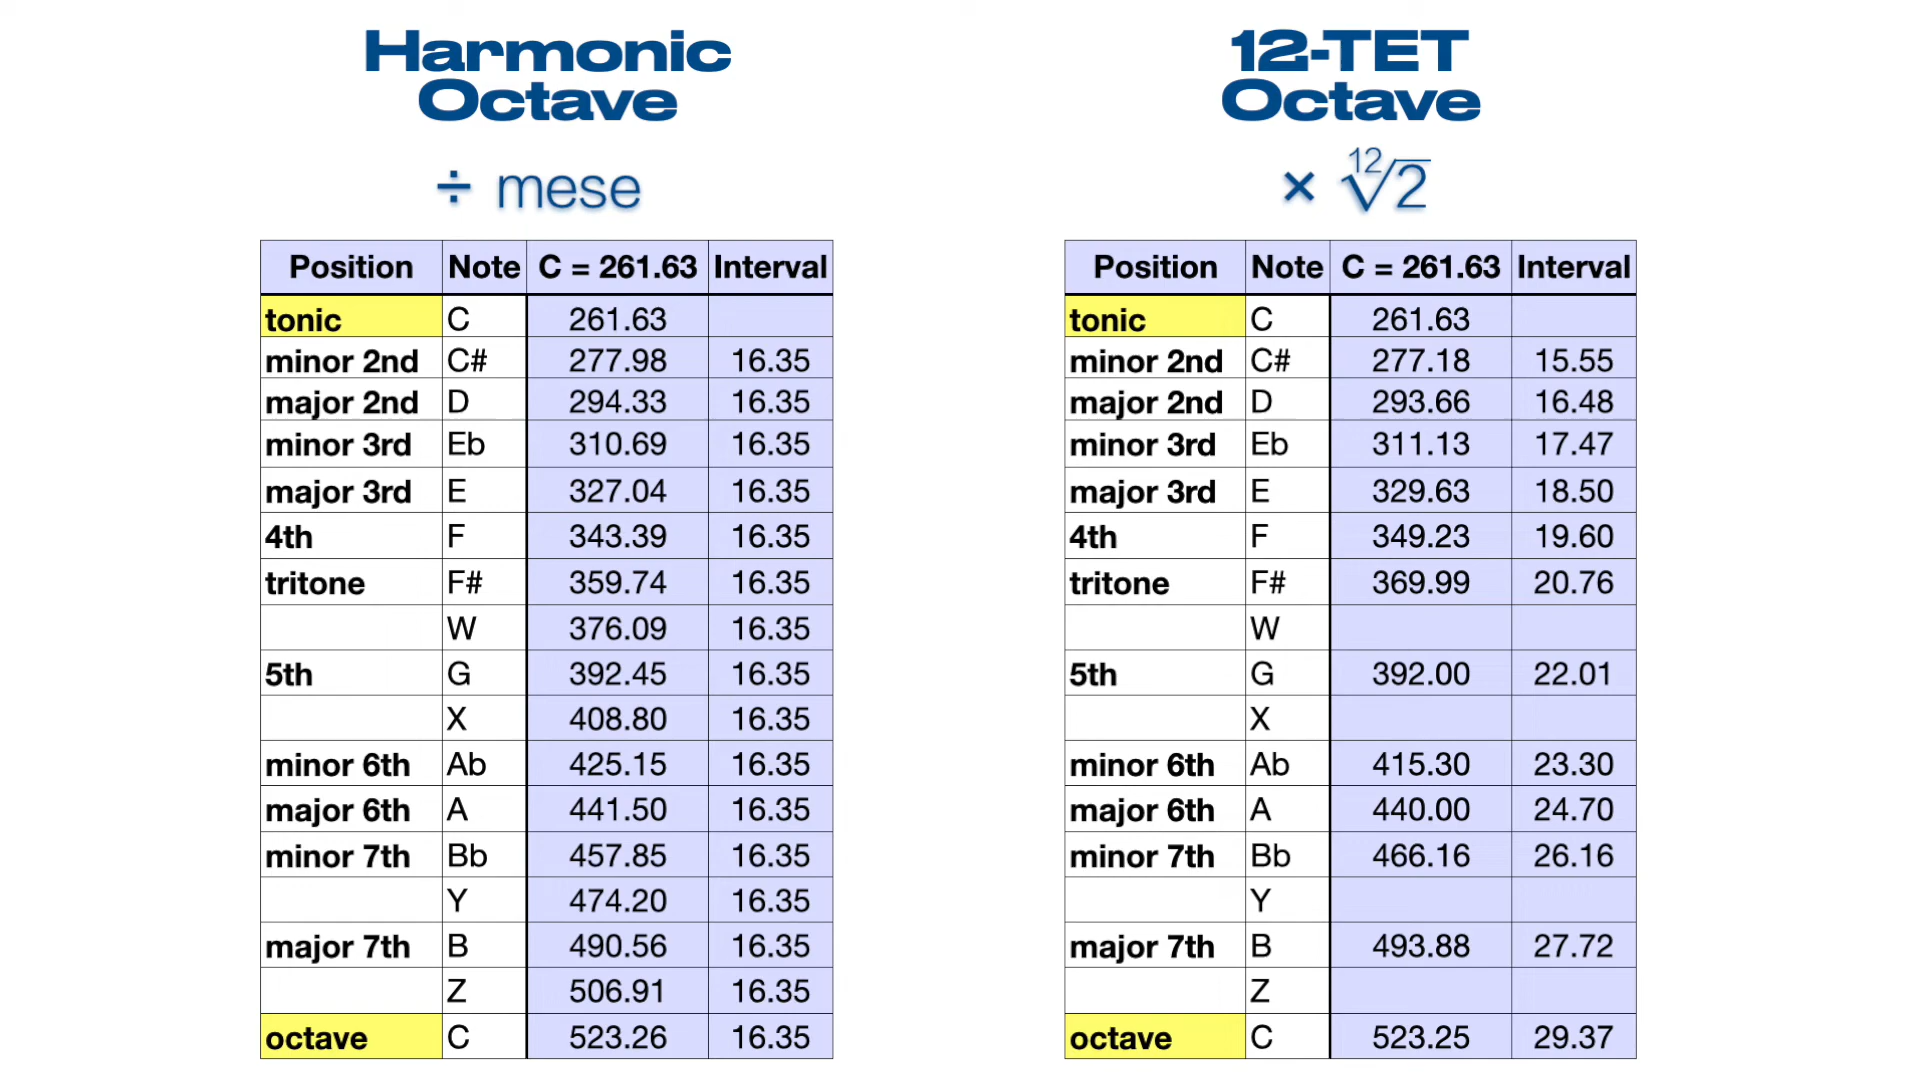 Harmonic
Octave
÷ mese
Position Note C = 261.63 Interval
tonic C 261.63
minor 2nd C# 277.98 16.35
major 2nd D 294.33 16.35
minor 3rd Eb 310.69 16.35
major 3rd E 327.04 16.35
4th F 343.39 16.35
tritone F# 359.74 16.35
W 376.09 16.35
5th G 392.45 16.35
X 408.80 16.35
minor 6th Ab 425.15 16.35
major 6th A 441.50 16.35
minor 7th Bb 457.85 16.35
Y 474.20 16.35
major 7th B 490.56 16.35
Z 506.91 16.35
octave C 523.26 16.35
12-TET
Octave
× 12√2
Position Note C = 261.63 Interval
tonic C 261.63
minor 2nd C# 277.18 15.55
major 2nd D 293.66 16.48
minor 3rd Eb 311.13 17.47
major 3rd E 329.63 18.50
4th F 349.23 19.60
tritone F# 369.99 20.76
W
5th G 392.00 22.01
X
minor 6th Ab 415.30 23.30
major 6th A 440.00 24.70
minor 7th Bb 466.16 26.16
Y
major 7th B 493.88 27.72
Z
octave C 523.25 29.37